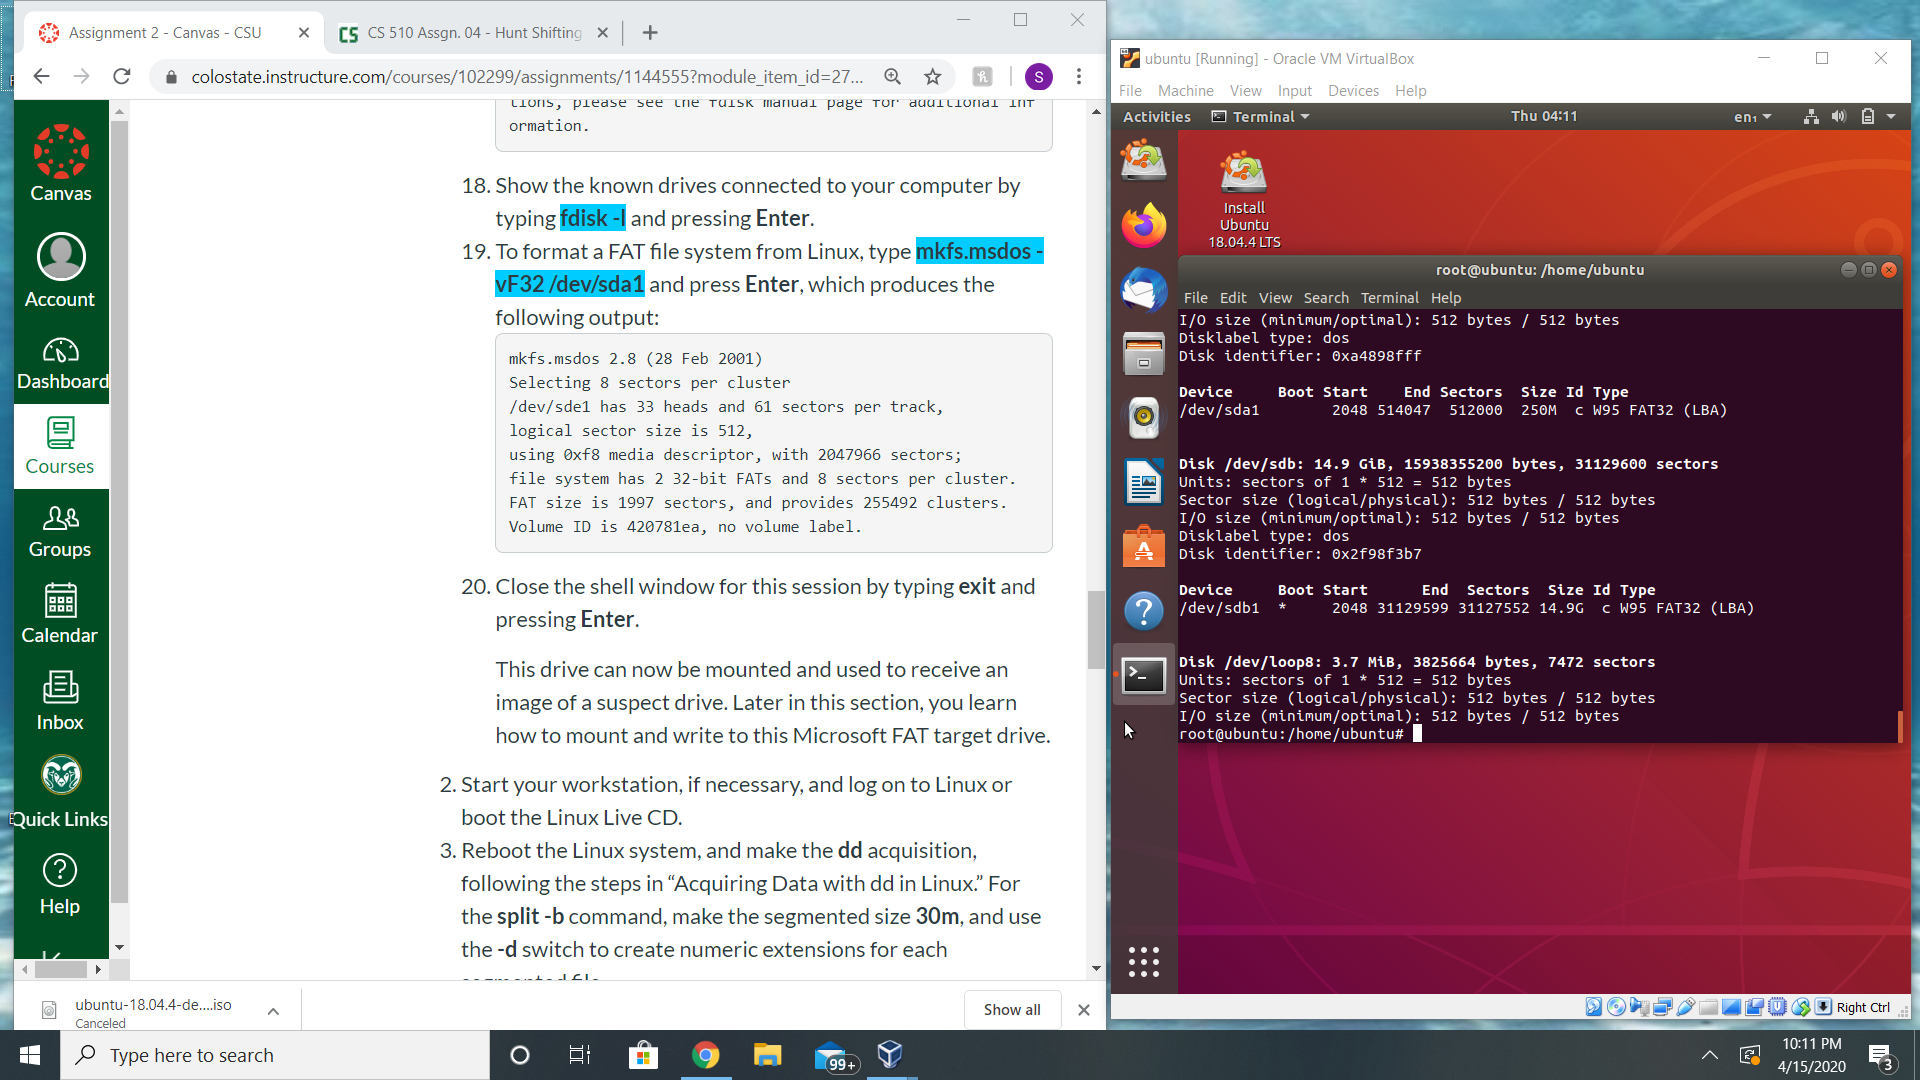 Assignment 2 - Canvas - CSU
CS 510 Assgn. 04 - Hunt Shifting
colostate.instructure.com/courses/102299/assignments/1144555?module_item_id=27...
S
Canvas
Account
Dashboard
Courses
Groups
Calendar
Inbox
Quick Links
Help
tions, please see the fdisk manual page for additional inf
ormation.
18. Show the known drives connected to your computer by
typing fdisk -l and pressing Enter.
19. To format a FAT file system from Linux, type mkfs.msdos -
vF32 /dev/sda1 and press Enter, which produces the
following output:
mkfs.msdos 2.8 (28 Feb 2001)
Selecting 8 sectors per cluster
/dev/sde1 has 33 heads and 61 sectors per track,
logical sector size is 512,
using 0xf8 media descriptor, with 2047966 sectors;
file system has 2 32-bit FATs and 8 sectors per cluster.
FAT size is 1997 sectors, and provides 255492 clusters.
Volume ID is 420781ea, no volume label.
20. Close the shell window for this session by typing exit and
pressing Enter.
This drive can now be mounted and used to receive an
image of a suspect drive. Later in this section, you learn
how to mount and write to this Microsoft FAT target drive.
2. Start your workstation, if necessary, and log on to Linux or
boot the Linux Live CD.
3. Reboot the Linux system, and make the dd acquisition,
following the steps in “Acquiring Data with dd in Linux.” For
the split -b command, make the segmented size 30m, and use
the -d switch to create numeric extensions for each
segmented file.
ubuntu-18.04.4-de....iso
Canceled
Show all
ubuntu [Running] - Oracle VM VirtualBox
File Machine View Input Devices Help
Activities Terminal Thu 04:11 en₁
Install
Ubuntu
18.04.4 LTS
root@ubuntu: /home/ubuntu
File Edit View Search Terminal Help
I/O size (minimum/optimal): 512 bytes / 512 bytes
Disklabel type: dos
Disk identifier: 0xa4898fff
Device Boot Start End Sectors Size Id Type
/dev/sda1 2048 514047 512000 250M c W95 FAT32 (LBA)
Disk /dev/sdb: 14.9 GiB, 15938355200 bytes, 31129600 sectors
Units: sectors of 1 * 512 = 512 bytes
Sector size (logical/physical): 512 bytes / 512 bytes
I/O size (minimum/optimal): 512 bytes / 512 bytes
Disklabel type: dos
Disk identifier: 0x2f98f3b7
Device Boot Start End Sectors Size Id Type
/dev/sdb1 * 2048 31129599 31127552 14.9G c W95 FAT32 (LBA)
Disk /dev/loop8: 3.7 MiB, 3825664 bytes, 7472 sectors
Units: sectors of 1 * 512 = 512 bytes
Sector size (logical/physical): 512 bytes / 512 bytes
I/O size (minimum/optimal): 512 bytes / 512 bytes
root@ubuntu:/home/ubuntu#
Right Ctrl
Type here to search
99+
10:11 PM
4/15/2020
3